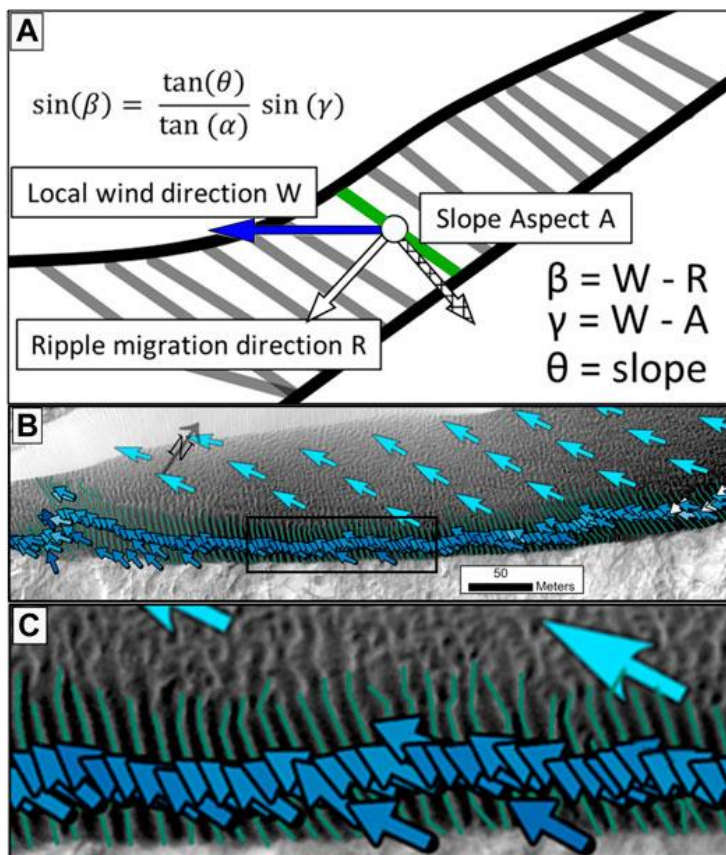 A
sin(β) = tan(θ) / tan (α) sin (γ)
Local wind direction W
Slope Aspect A
Ripple migration direction R
β = W - R
γ = W - A
θ = slope
B
N
50
Meters
C